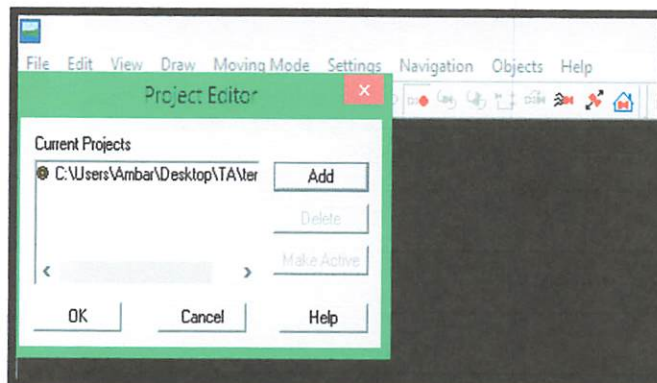 File Edit View Draw Moving Mode Settings Navigation Objects Help
Project Editor
x
Current Projects
C:\Users\Ambar\Desktop\TA\ter
Add
Delete
Make Active
OK Cancel Help